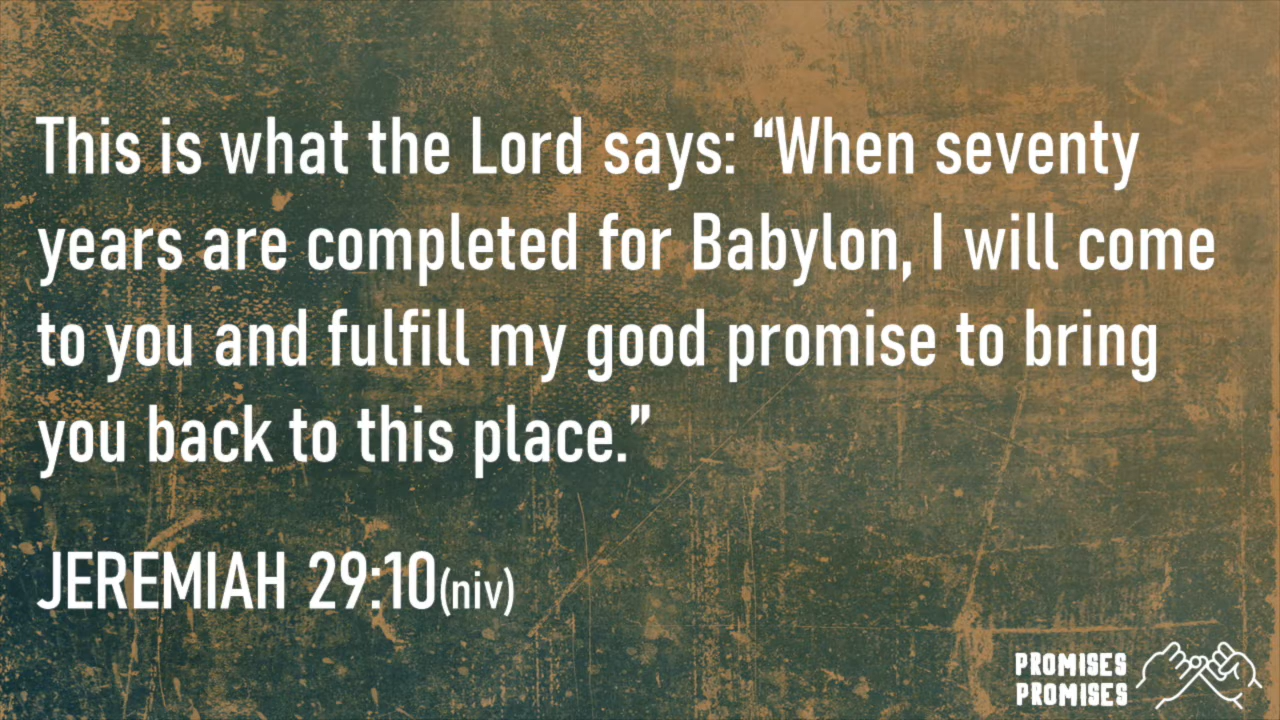 This is what the Lord says: “When seventy
years are completed for Babylon, I will come
to you and fulfill my good promise to bring
you back to this place.”
JEREMIAH 29:10(niv)
PROMISES
PROMISES